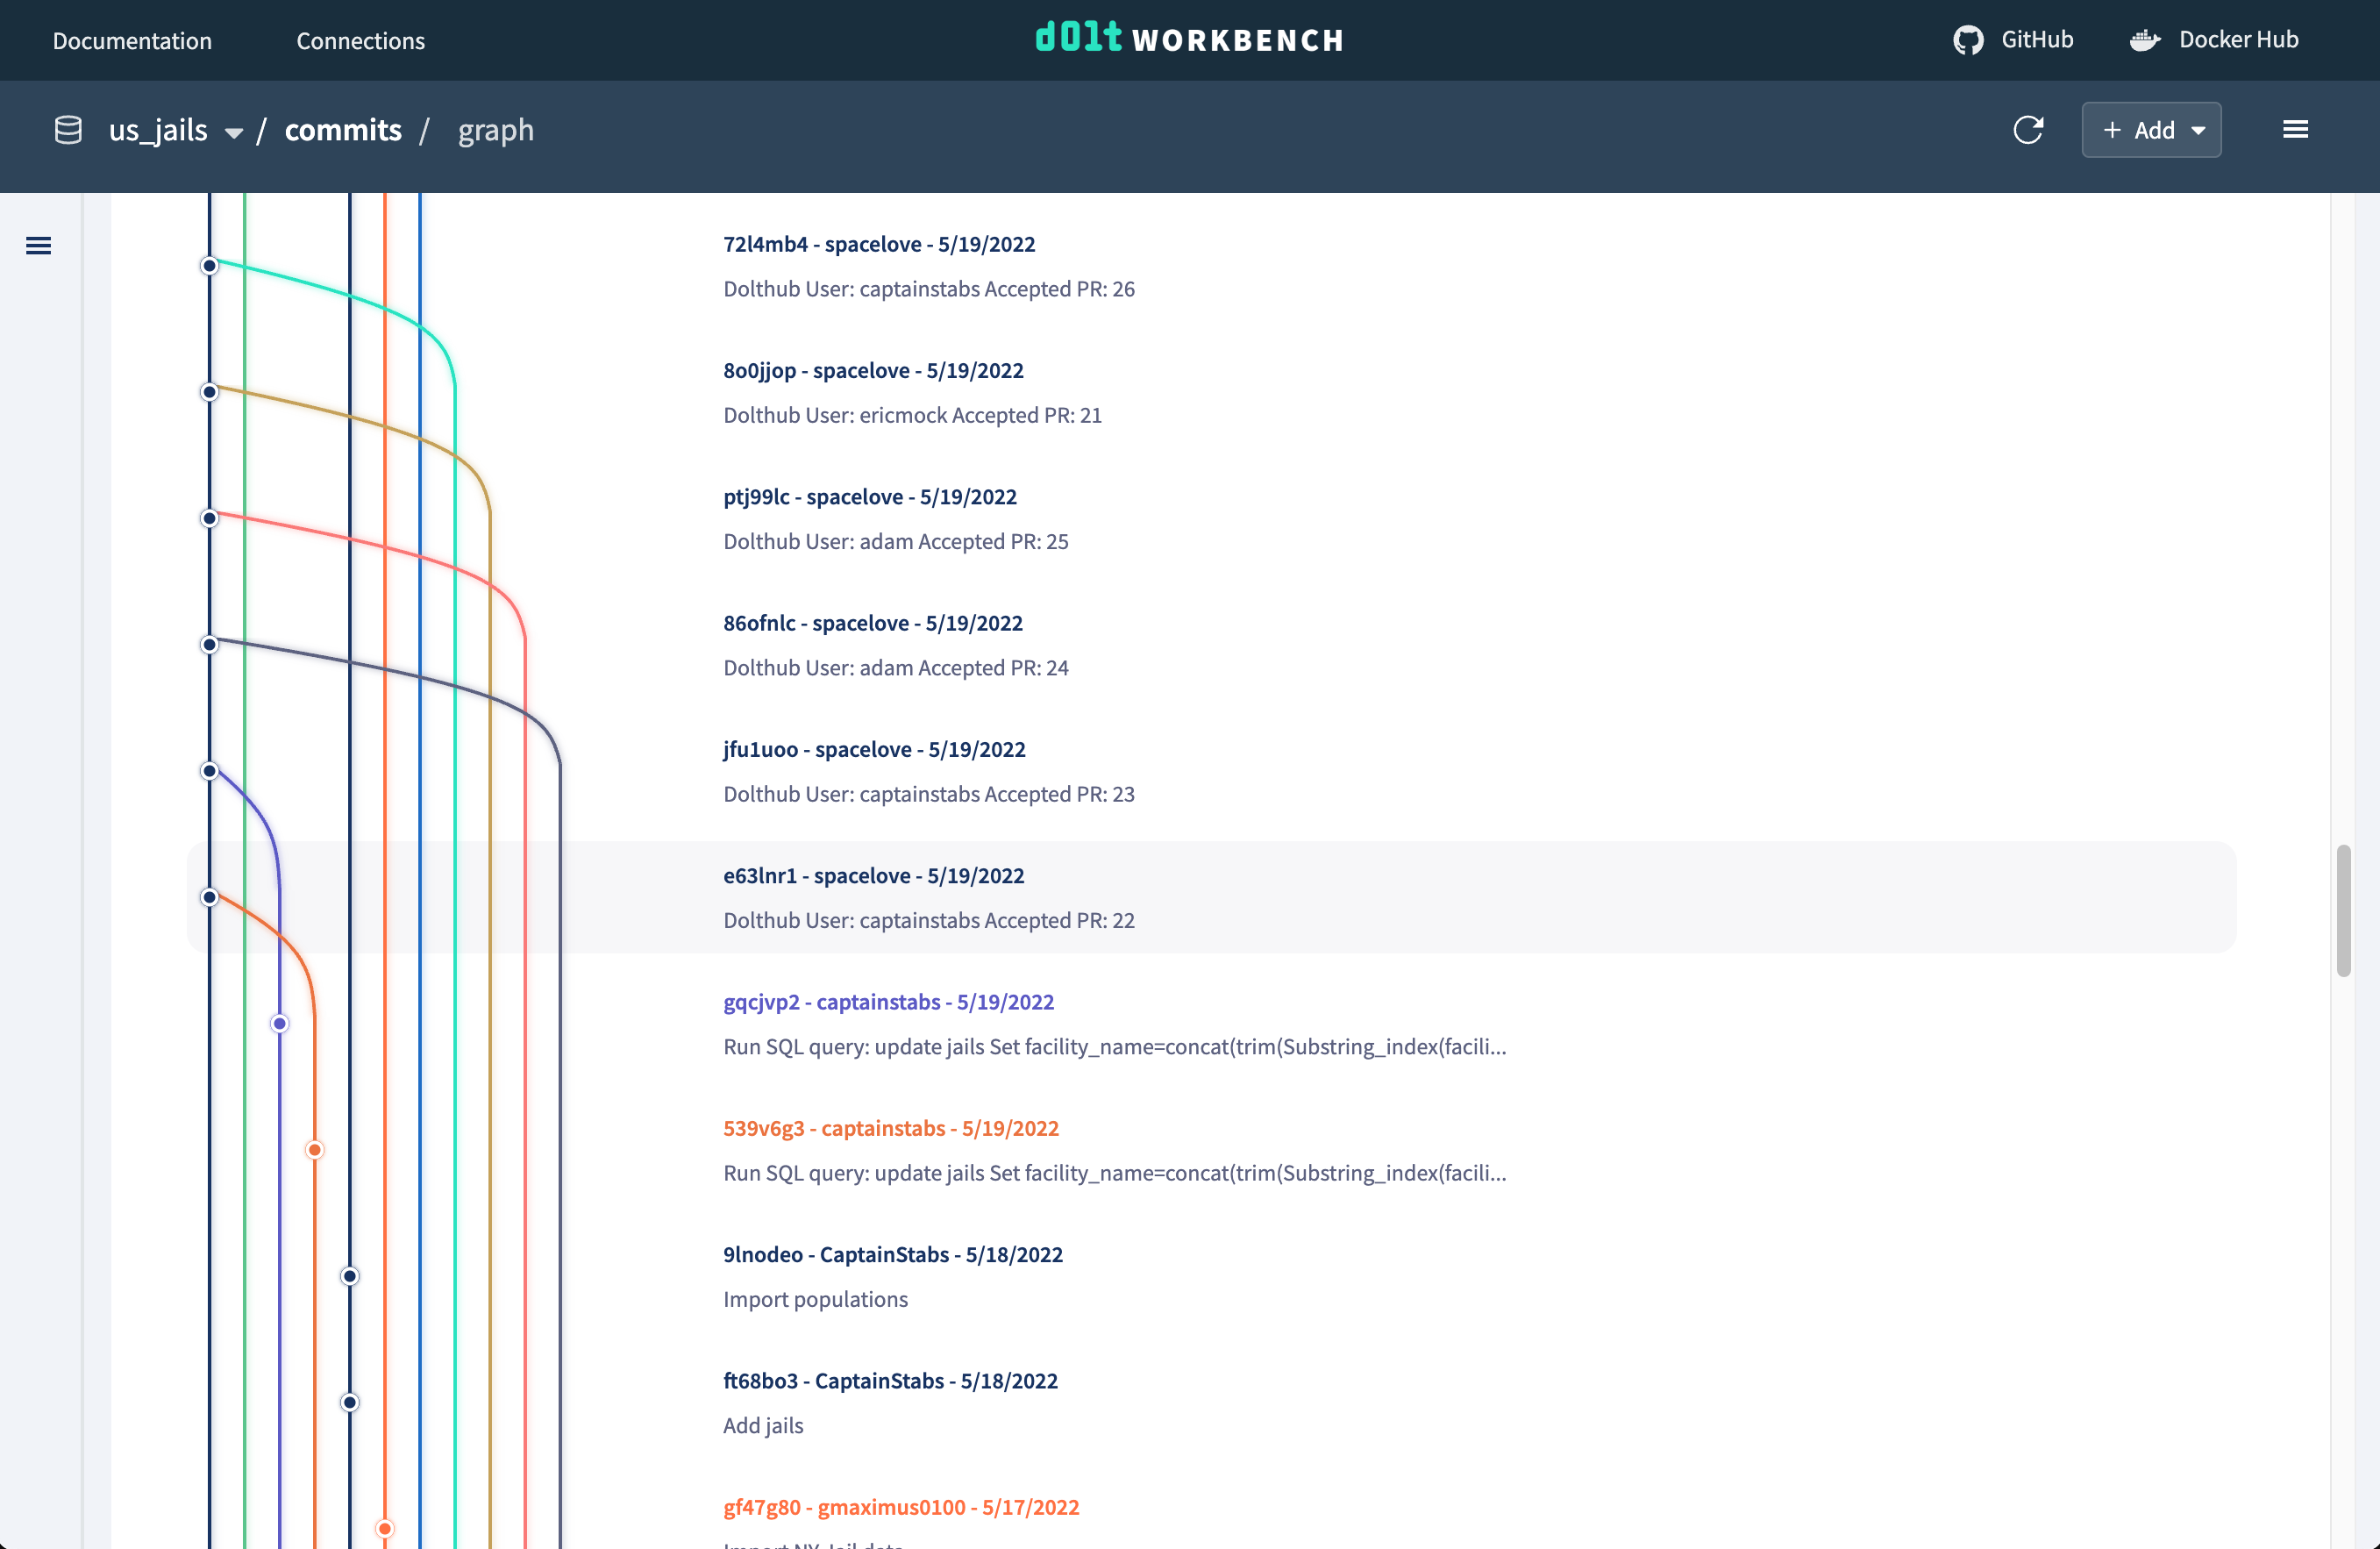 Documentation Connections dolt WORKBENCH GitHub Docker Hub
us_jails / commits / graph + Add
72l4mb4 - spacelove - 5/19/2022
Dolthub User: captainstabs Accepted PR: 26
8o0jjop - spacelove - 5/19/2022
Dolthub User: ericmock Accepted PR: 21
ptj99lc - spacelove - 5/19/2022
Dolthub User: adam Accepted PR: 25
86ofnlc - spacelove - 5/19/2022
Dolthub User: adam Accepted PR: 24
jfu1uoo - spacelove - 5/19/2022
Dolthub User: captainstabs Accepted PR: 23
e63lnr1 - spacelove - 5/19/2022
Dolthub User: captainstabs Accepted PR: 22
gqcjvp2 - captainstabs - 5/19/2022
Run SQL query: update jails Set facility_name=concat(trim(Substring_index(facili...
539v6g3 - captainstabs - 5/19/2022
Run SQL query: update jails Set facility_name=concat(trim(Substring_index(facili...
9lnodeo - CaptainStabs - 5/18/2022
Import populations
ft68bo3 - CaptainStabs - 5/18/2022
Add jails
gf47g80 - gmaximus0100 - 5/17/2022
Import NY Jail data